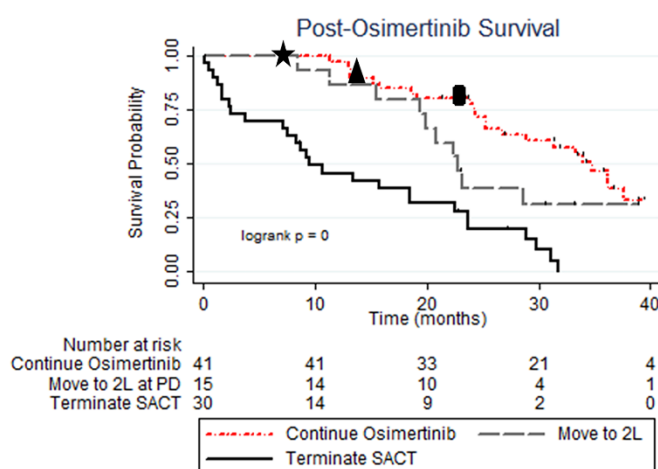 Post-Osimertinib Survival
Survival Probability
1.00
0.75
0.50
0.25
0.00
logrank p = 0
0 10 20 30 40
Time (months)
Number at risk
Continue Osimertinib 41 41 33 21 4
Move to 2L at PD 15 14 10 4 1
Terminate SACT 30 14 9 2 0
Continue Osimertinib Move to 2L
Terminate SACT